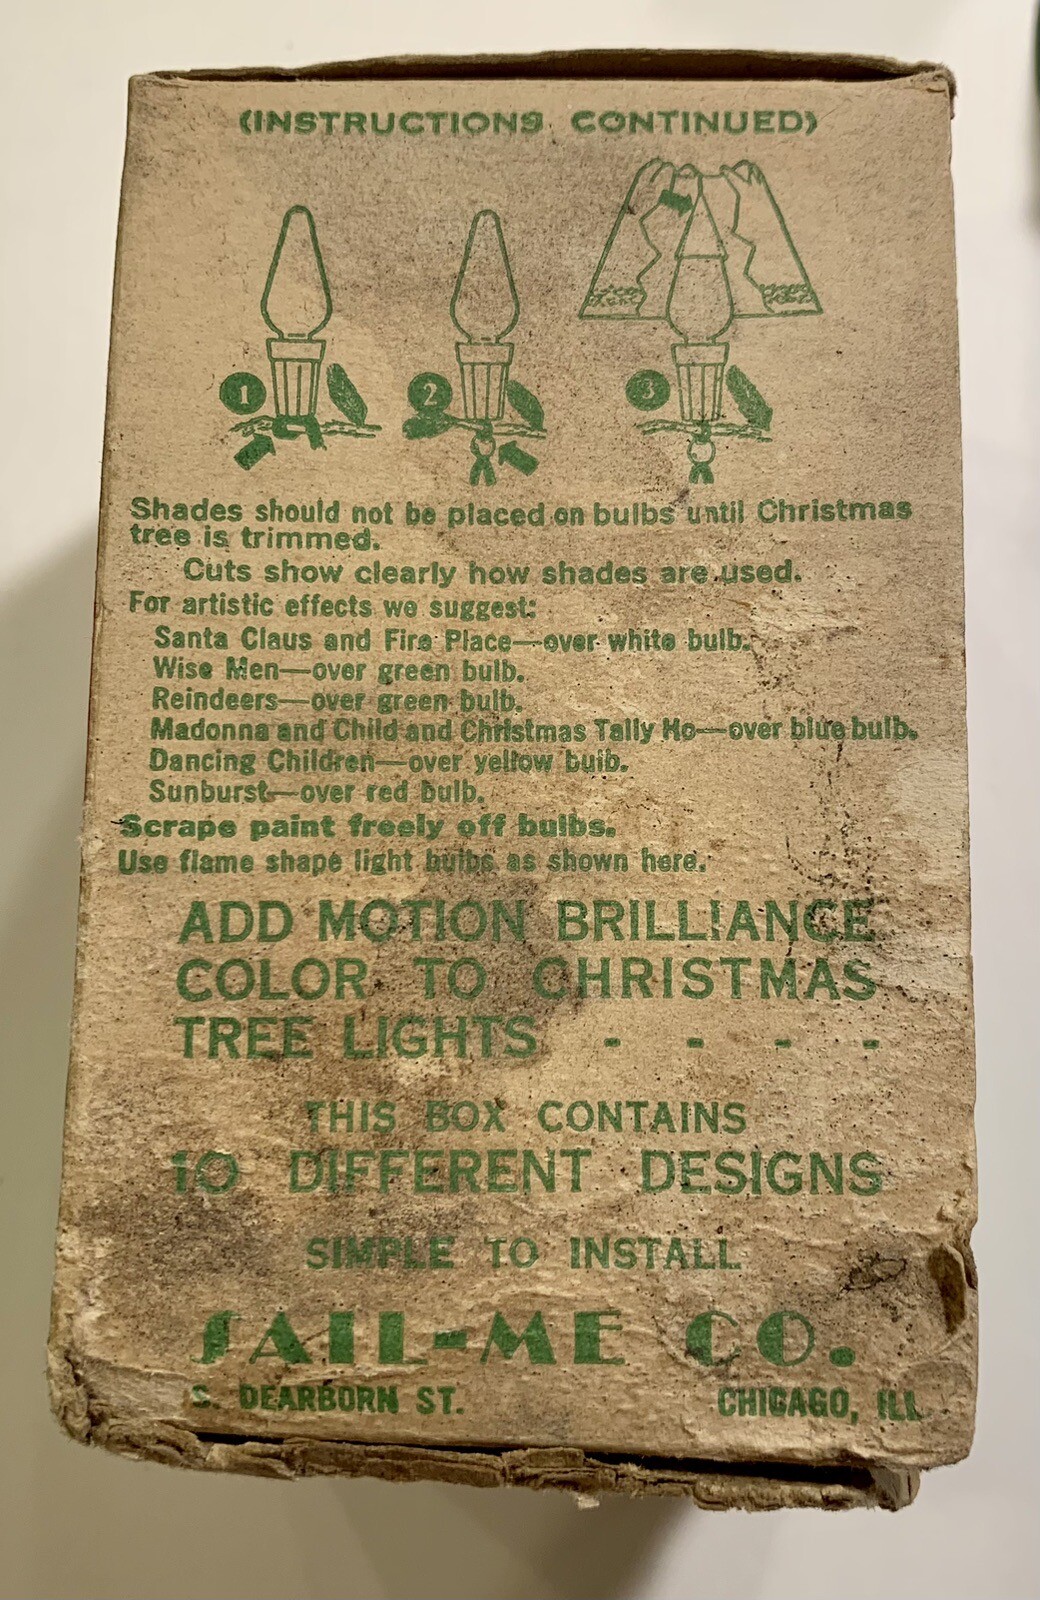 (INSTRUCTIONS CONTINUED)
1 2 3
Shades should not be placed on bulbs until Christmas
tree is trimmed.
Cuts show clearly how shades are used.
For artistic effects we suggest:
Santa Claus and Fire Place—over white bulb.
Wise Men—over green bulb.
Reindeers—over green bulb.
Madonna and Child and Christmas Tally Ho—over blue bulb.
Dancing Children—over yellow bulb.
Sunburst—over red bulb.
Scrape paint freely off bulbs.
Use flame shape light bulbs as shown here.
ADD MOTION BRILLIANCE
COLOR TO CHRISTMAS
TREE LIGHTS - - - -
THIS BOX CONTAINS
10 DIFFERENT DESIGNS
SIMPLE TO INSTALL
SAIL-ME CO.
S. DEARBORN ST. CHICAGO, ILL